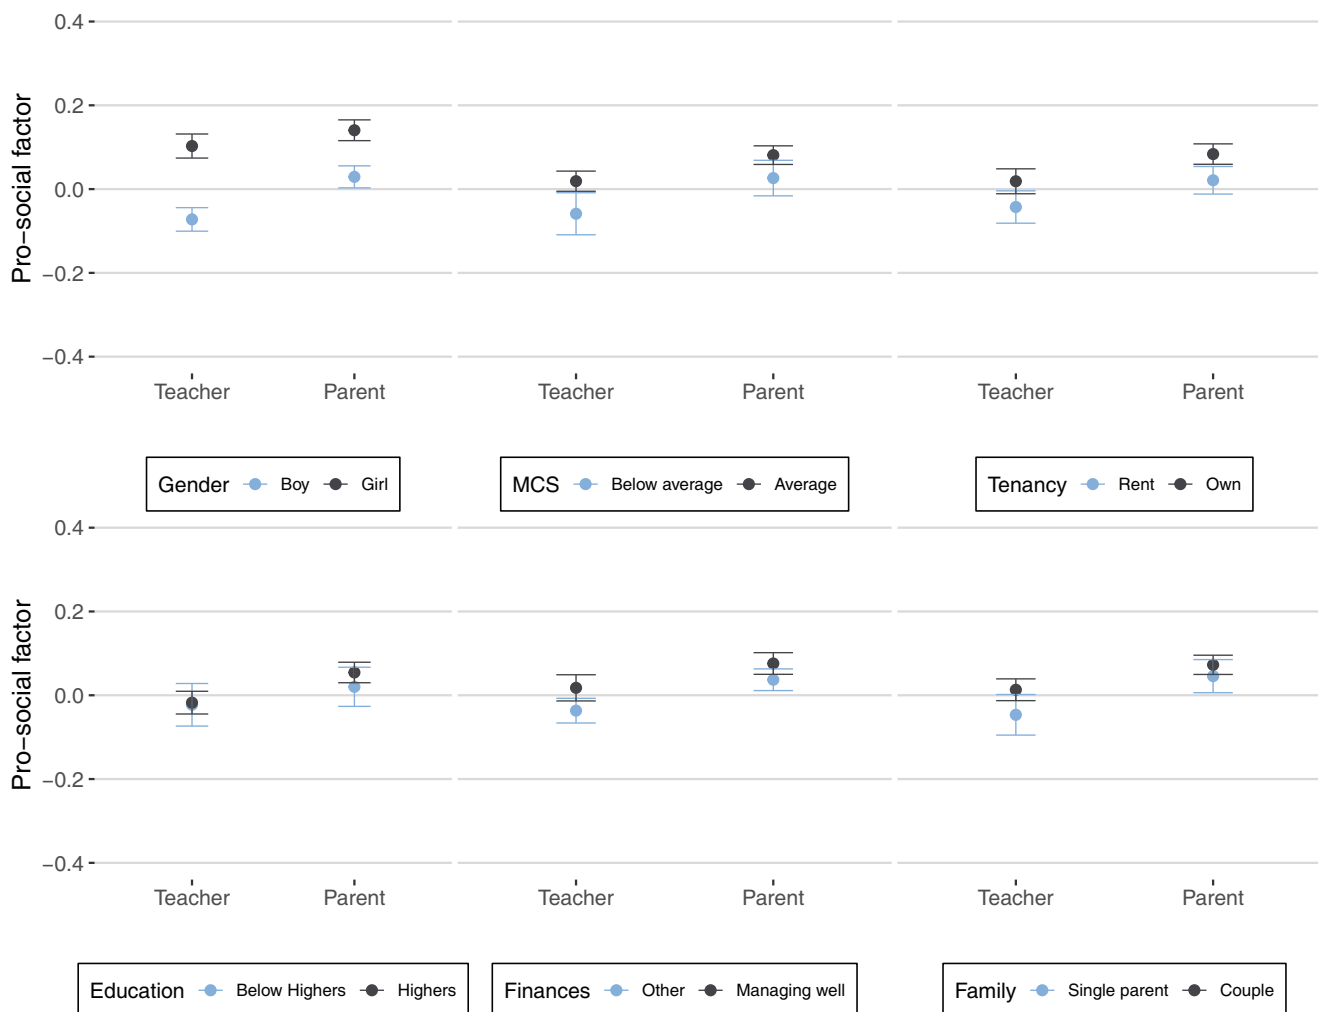 Pro−social factor
0.4
0.2
0.0
−0.2
−0.4
Teacher Parent Teacher Parent Teacher Parent
Gender Boy Girl MCS Below average Average Tenancy Rent Own
Pro−social factor
0.4
0.2
0.0
−0.2
−0.4
Teacher Parent Teacher Parent Teacher Parent
Education Below Highers Highers Finances Other Managing well Family Single parent Couple